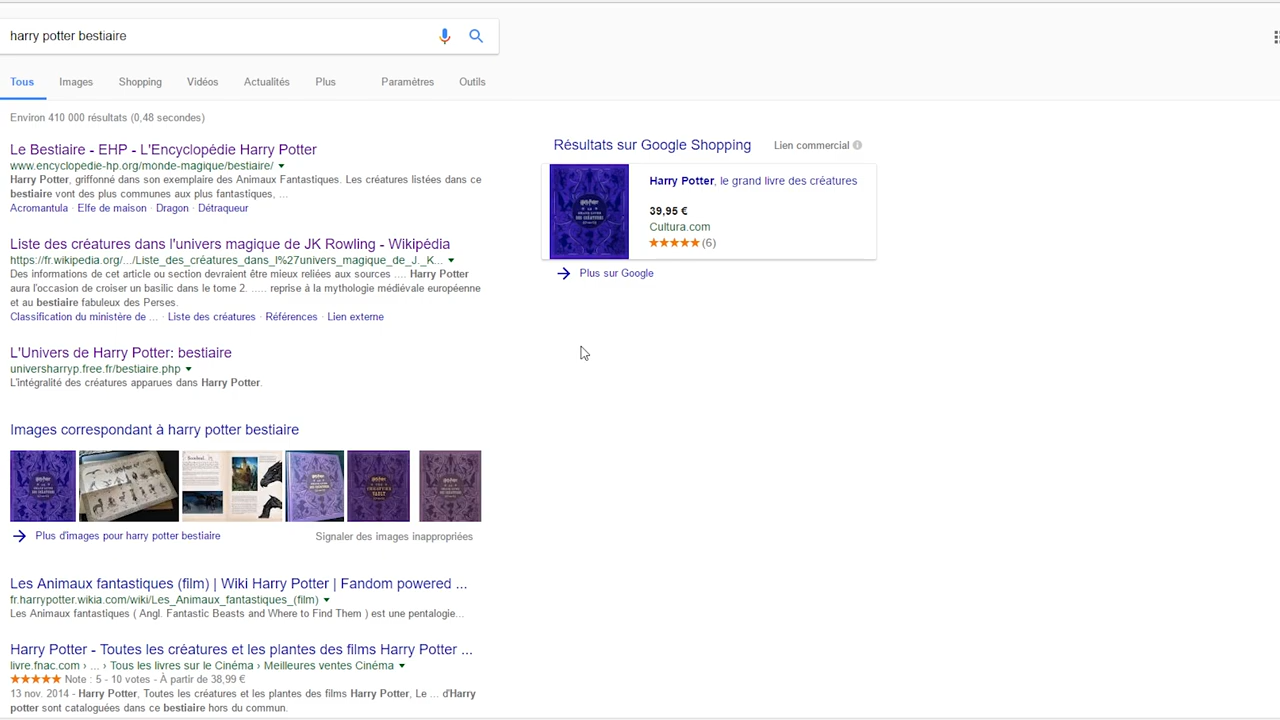 harry potter bestiaire
Tous Images Shopping Vidéos Actualités Plus Paramètres Outils
Environ 410 000 résultats (0,48 secondes)
Le Bestiaire - EHP - L'Encyclopédie Harry Potter
www.encyclopedie-hp.org/monde-magique/bestiaire/
Harry Potter, griffonné dans son exemplaire des Animaux Fantastiques. Les créatures listées dans ce
bestiaire vont des plus communes aux plus fantastiques, ...
Acromantula · Elfe de maison · Dragon · Détraqueur
Liste des créatures dans l'univers magique de JK Rowling - Wikipédia
https://fr.wikipedia.org/.../Liste_des_créatures_dans_l%27univers_magique_de_J._K...
Des informations de cet article ou section devraient être mieux reliées aux sources .... Harry Potter
aura l'occasion de croiser un basilic dans le tome 2. ..... reprise à la mythologie médiévale européenne
et au bestiaire fabuleux des Perses.
Classification du ministère de ... · Liste des créatures · Références · Lien externe
L'Univers de Harry Potter: bestiaire
universharryp.free.fr/bestiaire.php
L'intégralité des créatures apparues dans Harry Potter.
Images correspondant à harry potter bestiaire
Plus d'images pour harry potter bestiaire
Signaler des images inappropriées
Les Animaux fantastiques (film) | Wiki Harry Potter | Fandom powered ...
fr.harrypotter.wikia.com/wiki/Les_Animaux_fantastiques_(film)
Les Animaux fantastiques ( Angl. Fantastic Beasts and Where to Find Them ) est une pentalogie...
Harry Potter - Toutes les créatures et les plantes des films Harry Potter ...
livre.fnac.com › ... › Tous les livres sur le Cinéma › Meilleures ventes Cinéma
Note : 5 - 10 votes - À partir de 38,99 €
13 nov. 2014 - Harry Potter, Toutes les créatures et les plantes des films Harry Potter, Le ... d'Harry
potter sont cataloguées dans ce bestiaire hors du commun.
Résultats sur Google Shopping
Lien commercial
Harry Potter, le grand livre des créatures
39,95 €
Cultura.com
(6)
Plus sur Google